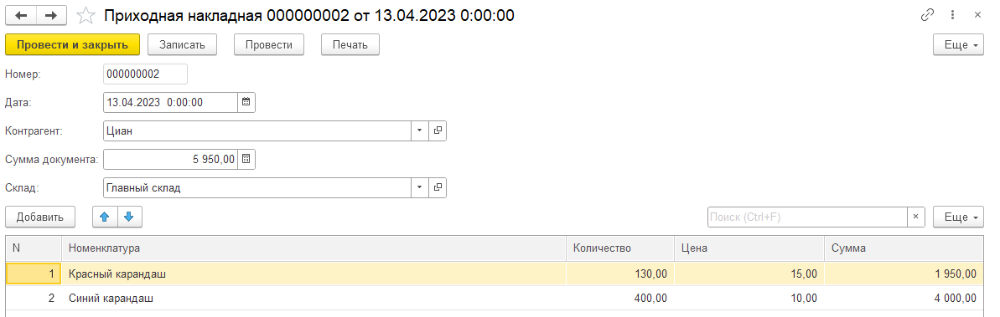 Приходная накладная 000000002 от 13.04.2023 0:00:00
Провести и закрыть Записать Провести Печать Еще
Номер: 000000002
Дата: 13.04.2023 0:00:00
Контрагент: Циан
Сумма документа: 5 950,00
Склад: Главный склад
Добавить Поиск (Ctrl+F) × Еще
N Номенклатура Количество Цена Сумма
1 Красный карандаш 130,00 15,00 1 950,00
2 Синий карандаш 400,00 10,00 4 000,00